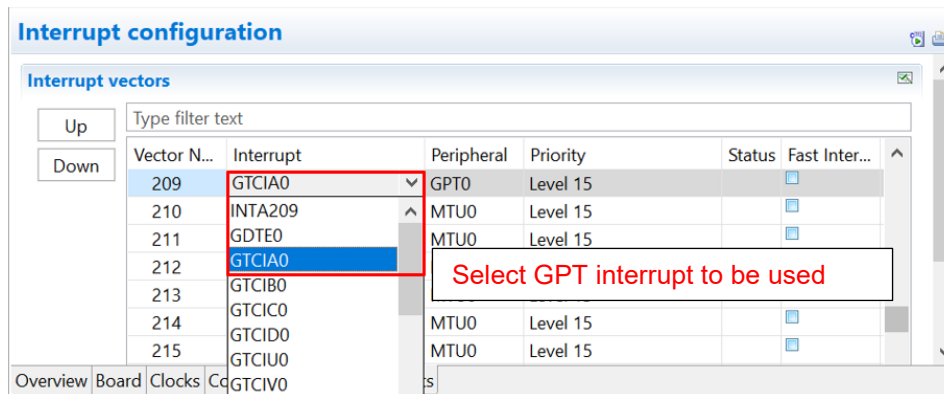 Interrupt configuration
Interrupt vectors
Up
Type filter text
Down
Vector N... Interrupt Peripheral Priority Status Fast Inter...
209 GTCIA0 GPT0 Level 15
210 INTA209 MTU0 Level 15
211 GDTE0 MTU0 Level 15
212 GTCIA0
Select GPT interrupt to be used
213 GTCIB0
214 GTCIC0 MTU0 Level 15
GTCID0
215 GTCIU0 MTU0 Level 15
Overview Board Clocks GTCIV0